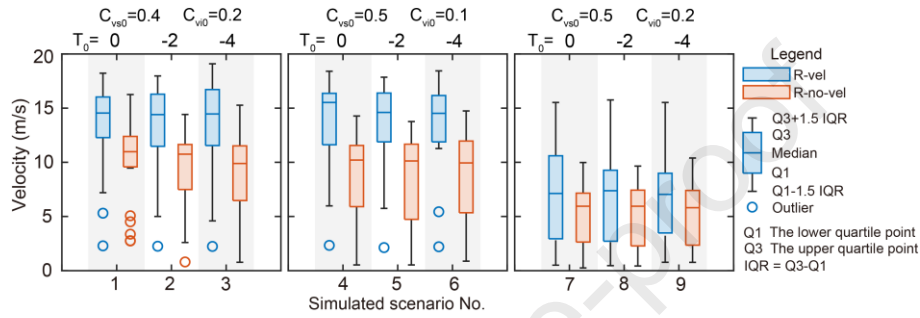 Cvs0=0.4 Cvi0=0.2
T0= 0 -2 -4
Cvs0=0.5 Cvi0=0.1
T0= 0 -2 -4
Cvs0=0.5 Cvi0=0.2
T0= 0 -2 -4
Velocity (m/s)
20
15
10
5
0
1 2 3
4 5 6
7 8 9
Simulated scenario No.
Legend
R-vel
R-no-vel
Q3+1.5 IQR
Q3
Median
Q1
Q1-1.5 IQR
Outlier
Q1 The lower quartile point
Q3 The upper quartile point
IQR = Q3-Q1
e-proof